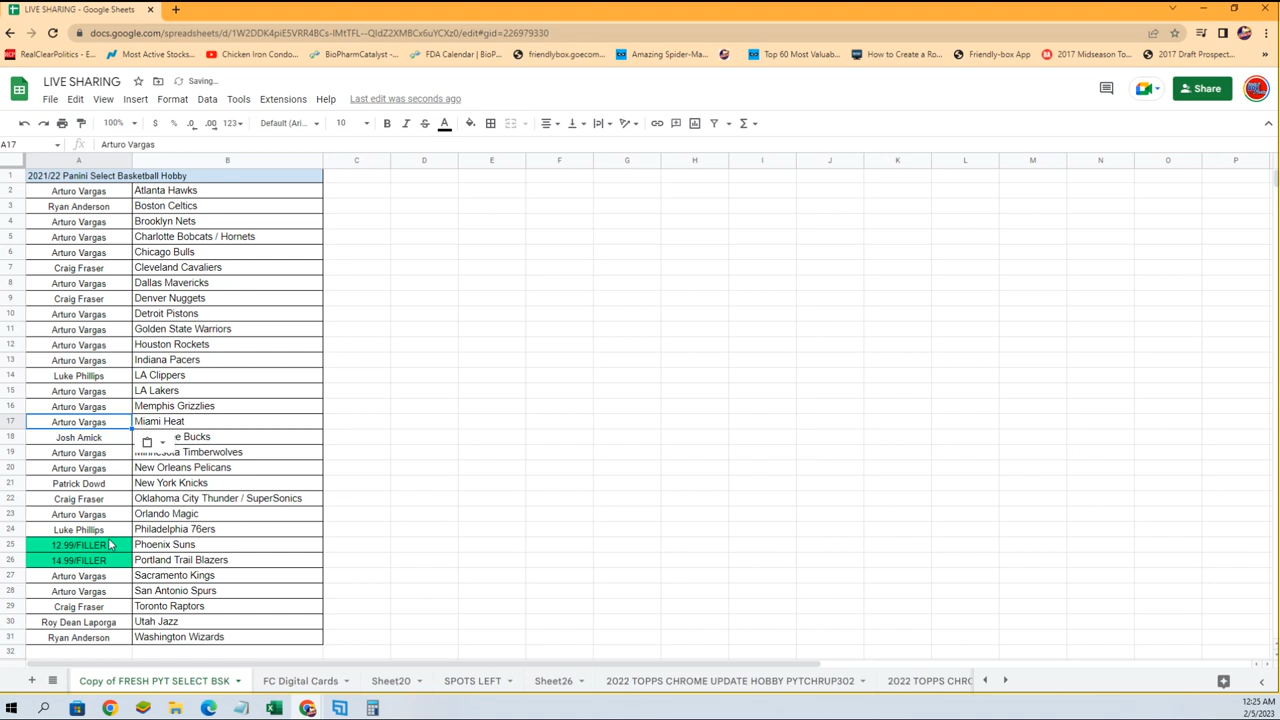 LIVE SHARING - Google Sheets
docs.google.com/spreadsheets/d/1W2DDK4piE5VRR4BCs-IMtTFL--QIdZ2XMBCx6uYCXz0/edit#gid=226979330
RealClearPolitics - E... Most Active Stocks... Chicken Iron Condo... BioPharmCatalyst -... FDA Calendar | BioP... friendlybox.goecom... Amazing Spider-Ma... Top 60 Most Valuab... How to Create a Ro... Friendly-box App 2017 Midseason To... 2017 Draft Prospect...
LIVE SHARING Saving...
File Edit View Insert Format Data Tools Extensions Help Last edit was seconds ago Share
100% $ % .0 .00 123 Default (Ari... 10 B I S A
A17 fx Arturo Vargas
A B C D E F G H I J K L M N O P
1 2021/22 Panini Select Basketball Hobby
2 Arturo Vargas Atlanta Hawks
3 Ryan Anderson Boston Celtics
4 Arturo Vargas Brooklyn Nets
5 Arturo Vargas Charlotte Bobcats / Hornets
6 Arturo Vargas Chicago Bulls
7 Craig Fraser Cleveland Cavaliers
8 Arturo Vargas Dallas Mavericks
9 Craig Fraser Denver Nuggets
10 Arturo Vargas Detroit Pistons
11 Arturo Vargas Golden State Warriors
12 Arturo Vargas Houston Rockets
13 Arturo Vargas Indiana Pacers
14 Luke Phillips LA Clippers
15 Arturo Vargas LA Lakers
16 Arturo Vargas Memphis Grizzlies
17 Arturo Vargas Miami Heat
18 Josh Amick e Bucks
19 Arturo Vargas Minnesota Timberwolves
20 Arturo Vargas New Orleans Pelicans
21 Patrick Dowd New York Knicks
22 Craig Fraser Oklahoma City Thunder / SuperSonics
23 Arturo Vargas Orlando Magic
24 Luke Phillips Philadelphia 76ers
25 12.99/FILLER Phoenix Suns
26 14.99/FILLER Portland Trail Blazers
27 Arturo Vargas Sacramento Kings
28 Arturo Vargas San Antonio Spurs
29 Craig Fraser Toronto Raptors
30 Roy Dean Laporga Utah Jazz
31 Ryan Anderson Washington Wizards
32
Copy of FRESH PYT SELECT BSK FC Digital Cards Sheet20 SPOTS LEFT Sheet26 2022 TOPPS CHROME UPDATE HOBBY PYTCHRUP302 2022 TOPPS CHRC
12:25 AM
2/5/2023